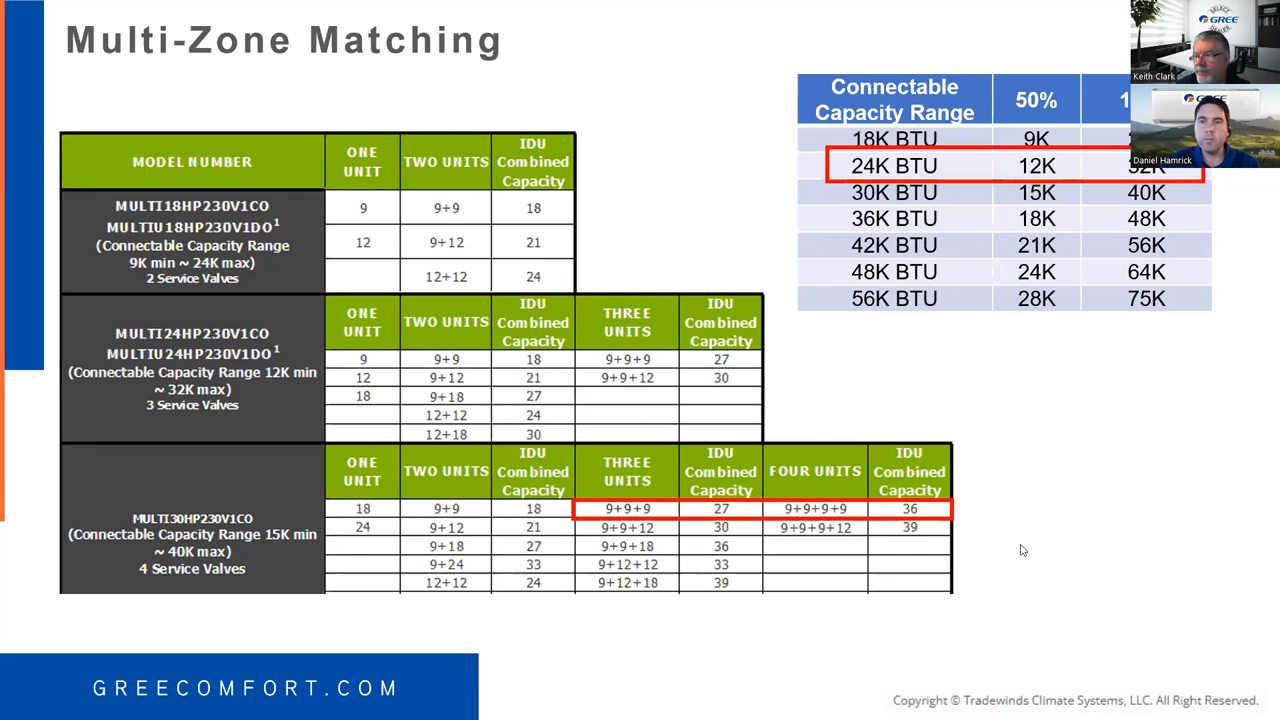 Multi-Zone Matching
SELECT
GREE
DEALER
Keith Clark
GREE
Daniel Hamrick
Connectable
Capacity Range
50%
1
18K BTU 9K
24K BTU 12K 32K
30K BTU 15K 40K
36K BTU 18K 48K
42K BTU 21K 56K
48K BTU 24K 64K
56K BTU 28K 75K
MODEL NUMBER
ONE
UNIT
TWO UNITS
IDU
Combined
Capacity
MULTI18HP230V1CO
MULTIU18HP230V1DO1
(Connectable Capacity Range
9K min ~ 24K max)
2 Service Valves
9 9+9 18
12 9+12 21
12+12 24
MULTI24HP230V1CO
MULTIU24HP230V1DO1
(Connectable Capacity Range 12K min
~ 32K max)
3 Service Valves
ONE
UNIT
TWO UNITS
IDU
Combined
Capacity
THREE
UNITS
IDU
Combined
Capacity
9 9+9 18 9+9+9 27
12 9+12 21 9+9+12 30
18 9+18 27
12+12 24
12+18 30
MULTI30HP230V1CO
(Connectable Capacity Range 15K min
~ 40K max)
4 Service Valves
ONE
UNIT
TWO UNITS
IDU
Combined
Capacity
THREE
UNITS
IDU
Combined
Capacity
FOUR UNITS
IDU
Combined
Capacity
18 9+9 18 9+9+9 27 9+9+9+9 36
24 9+12 21 9+9+12 30 9+9+9+12 39
9+18 27 9+9+18 36
9+24 33 9+12+12 33
12+12 24 9+12+18 39
GREECOMFORT.COM
Copyright © Tradewinds Climate Systems, LLC. All Right Reserved.